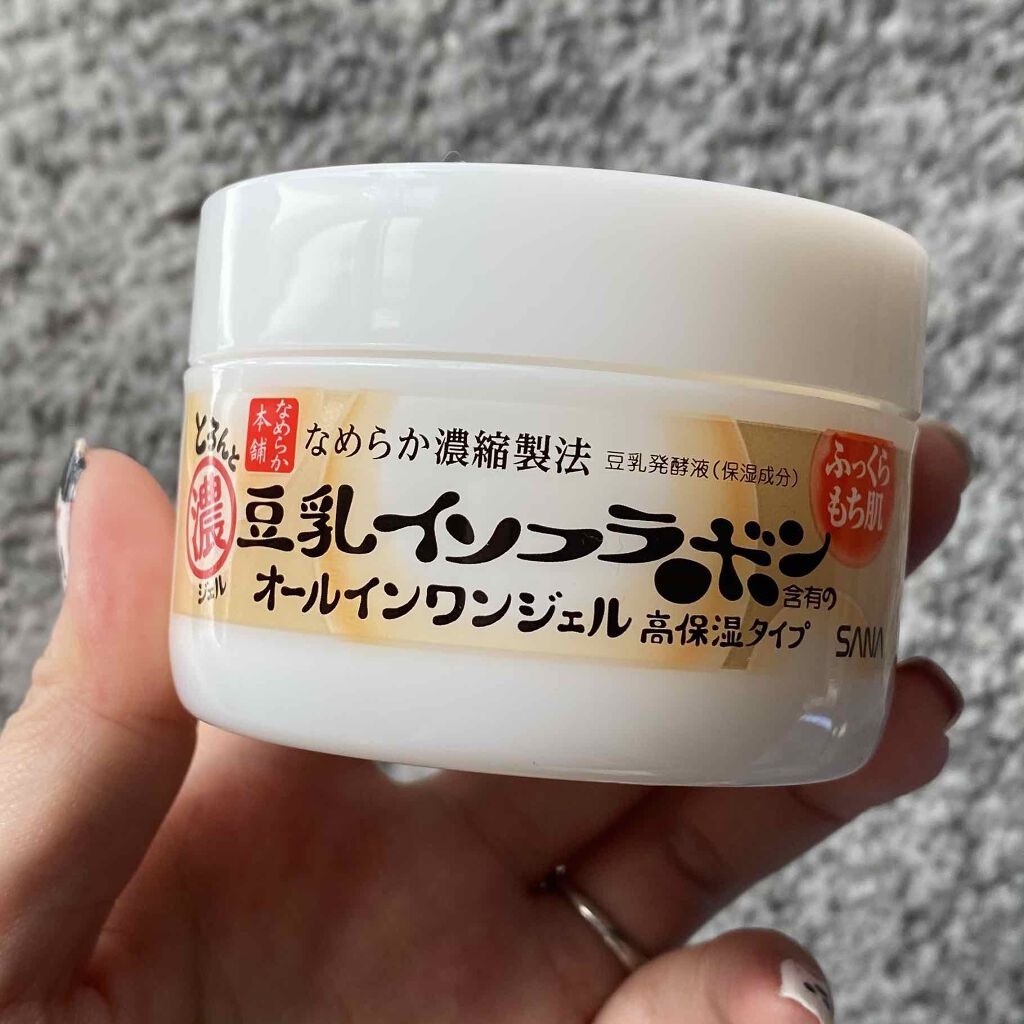 とろんと
濃
ジェル
なめらか
本舗
なめらか濃縮製法 豆乳発酵液(保湿成分)
豆乳イソフラボン含有の
オールインワンジェル 高保湿タイプ
ふっくら
もち肌
SANA